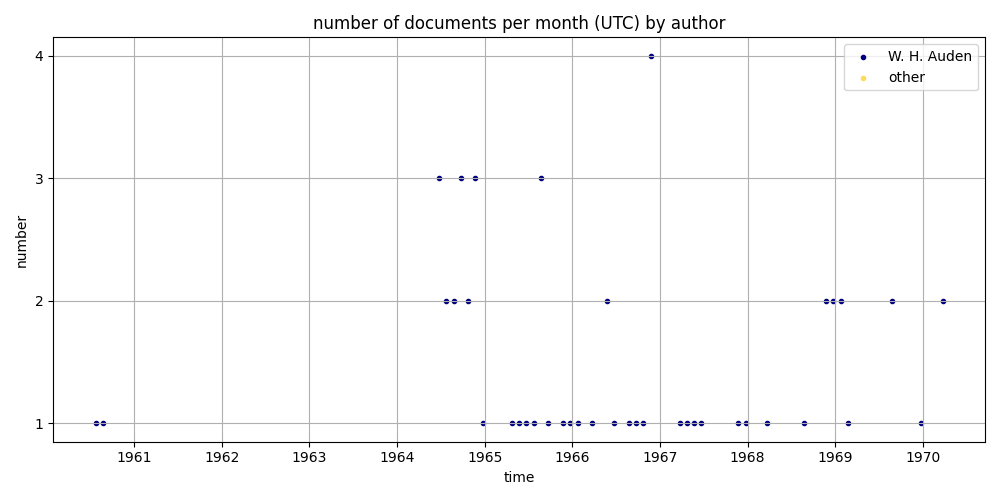 number of documents per month (UTC) by author
W. H. Auden
other
4
3
2
1
number
1961 1962 1963 1964 1965 1966 1967 1968 1969 1970
time